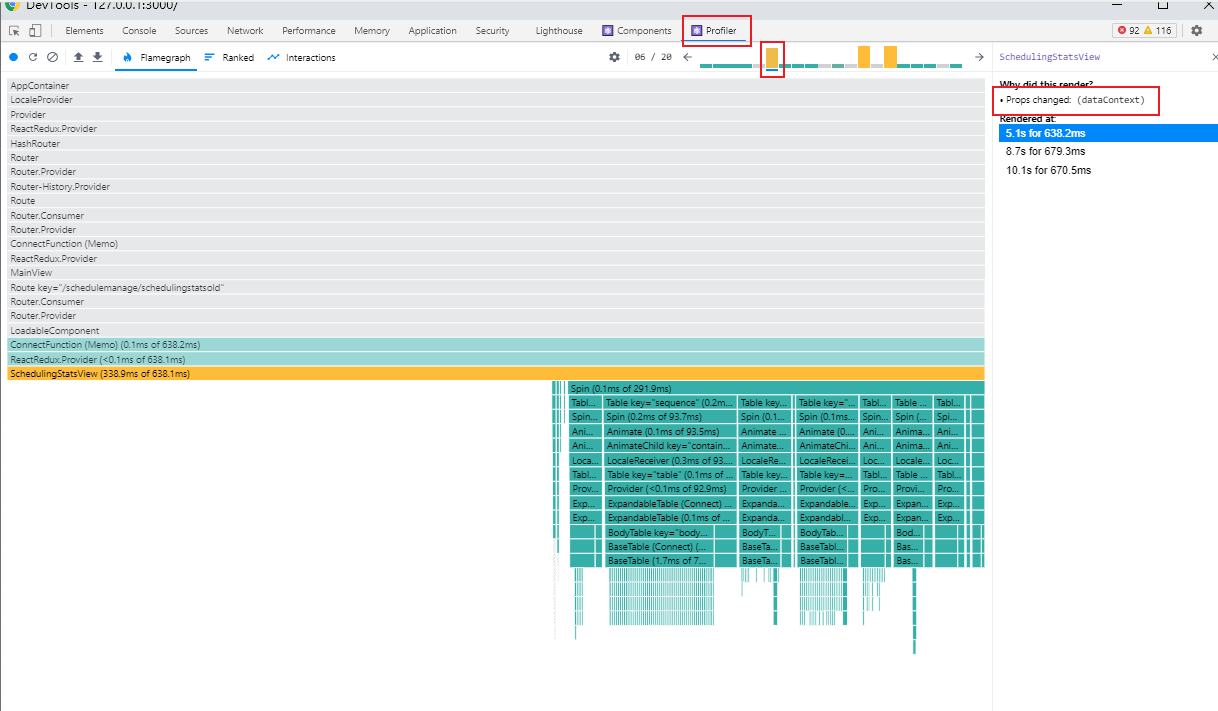 DevTools - 127.0.0.1:3000/
Elements Console Sources Network Performance Memory Application Security Lighthouse Components Profiler 92 116
Flamegraph Ranked Interactions 06 / 20 SchedulingStatsView
Why did this render?
• Props changed: (dataContext)
Rendered at:
5.1s for 638.2ms
8.7s for 679.3ms
10.1s for 670.5ms
AppContainer
LocaleProvider
Provider
ReactRedux.Provider
HashRouter
Router
Router.Provider
Router-History.Provider
Route
Router.Consumer
Router.Provider
ConnectFunction (Memo)
ReactRedux.Provider
MainView
Route key="/schedulemanage/schedulingstatsold"
Router.Consumer
Router.Provider
LoadableComponent
ConnectFunction (Memo) (0.1ms of 638.2ms)
ReactRedux.Provider (<0.1ms of 638.1ms)
SchedulingStatsView (338.9ms of 638.1ms)
Spin (0.1ms of 291.9ms)
Tabl... Table key="sequence" (0.2m... Table key... Table key="... Tabl... Table ... Tabl...
Spin... Spin (0.2ms of 93.7ms) Spin (0.1... Spin (0.1ms... Spin... Spin (... Spin...
Ani... Animate (0.1ms of 93.5ms) Animate ... Animate (0.... Ani... Anima... Ani...
Ani... AnimateChild key="contain... Animate... AnimateChi... Ani... Anima... Ani...
Loca... LocaleReceiver (0.3ms of 93.... LocaleRe... LocaleRecei... Loc... Locale... Loc...
Tabl... Table key="table" (0.1ms of ... Table key... Table key=... Tabl... Table ... Tabl...
Prov... Provider (<0.1ms of 92.9ms) Provider ... Provider (<... Pro... Provi... Pro...
Exp... ExpandableTable (Connect) ... Expanda... Expandable... Exp... Expan... Exp...
Exp... ExpandableTable (0.1ms of ... Expanda... Expandabl... Exp... Expan... Exp...
BodyTable key="body... BodyT... BodyTab... Bod...
BaseTable (Connect) (... BaseTa... BaseTabl... Bas...
BaseTable (1.7ms of 7... BaseTa... BaseTabl... Bas...